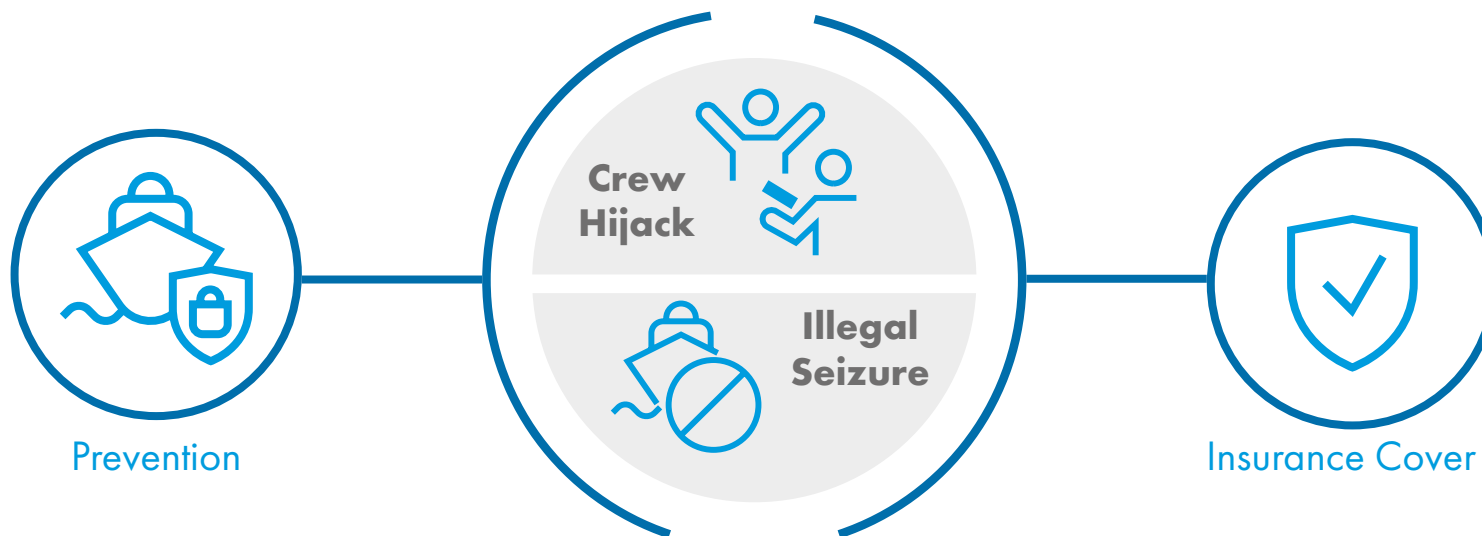 Crew
Hijack
Illegal
Seizure
Prevention
Insurance Cover